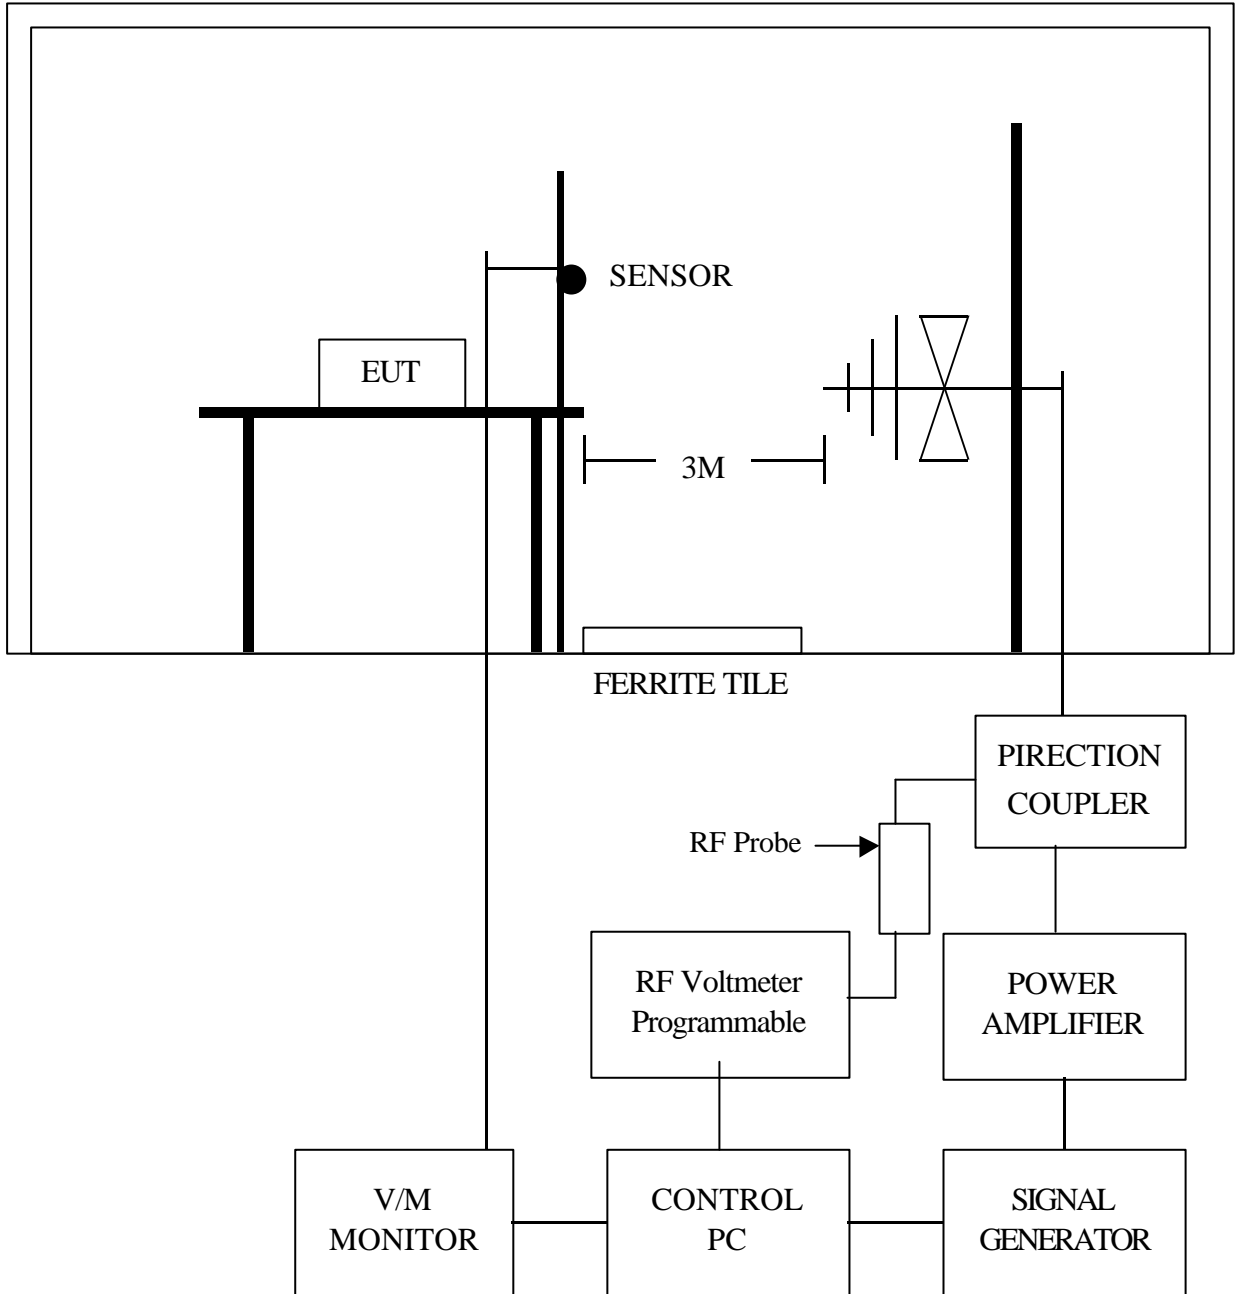 SENSOR
EUT
3M
FERRITE TILE
PIRECTION
COUPLER
RF Probe
RF Voltmeter
Programmable
POWER
AMPLIFIER
V/M
MONITOR
CONTROL
PC
SIGNAL
GENERATOR